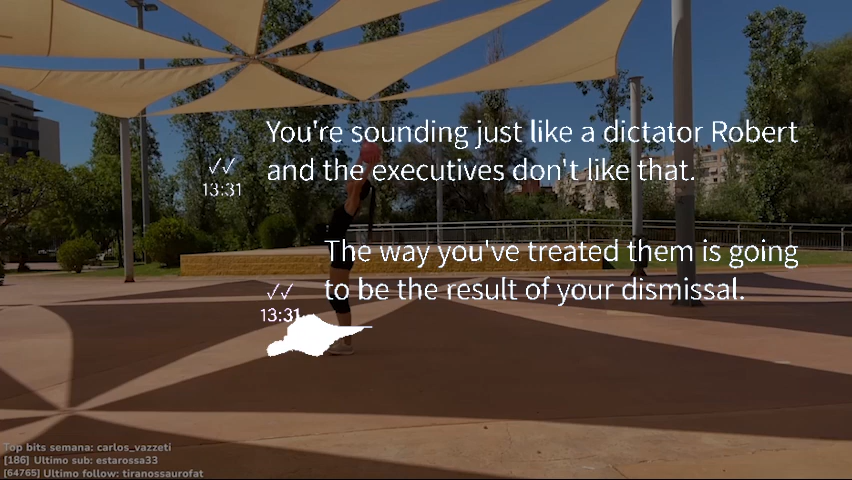 You're sounding just like a dictator Robert
and the executives don't like that.
✓✓
13:31
The way you've treated them is going
to be the result of your dismissal.
✓✓
13:31
Top bits semana: carlos_vazzeti
[186] Ultimo sub: estarossa33
[64765] Ultimo follow: tiranossaurofat